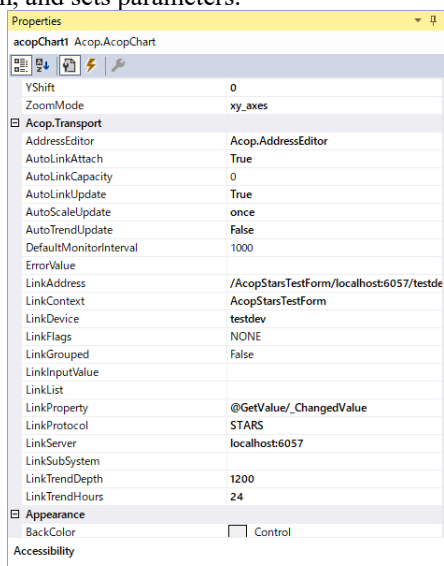 n, and sets parameters.
Properties
acopChart1 Acop.AcopChart
YShift 0
ZoomMode xy_axes
Acop.Transport
AddressEditor Acop.AddressEditor
AutoLinkAttach True
AutoLinkCapacity 0
AutoLinkUpdate True
AutoScaleUpdate once
AutoTrendUpdate False
DefaultMonitorInterval 1000
ErrorValue
LinkAddress /AcopStarsTestForm/localhost:6057/testde
LinkContext AcopStarsTestForm
LinkDevice testdev
LinkFlags NONE
LinkGrouped False
LinkInputValue
LinkList
LinkProperty @GetValue/_ChangedValue
LinkProtocol STARS
LinkServer localhost:6057
LinkSubSystem
LinkTrendDepth 1200
LinkTrendHours 24
Appearance
BackColor Control
Accessibility